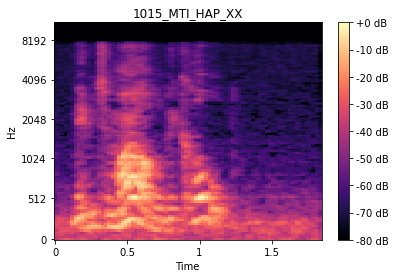 1015_MTI_HAP_XX
Hz
8192
4096
2048
1024
512
0
0
0.5
1
1.5
Time
+0 dB
-10 dB
-20 dB
-30 dB
-40 dB
-50 dB
-60 dB
-70 dB
-80 dB